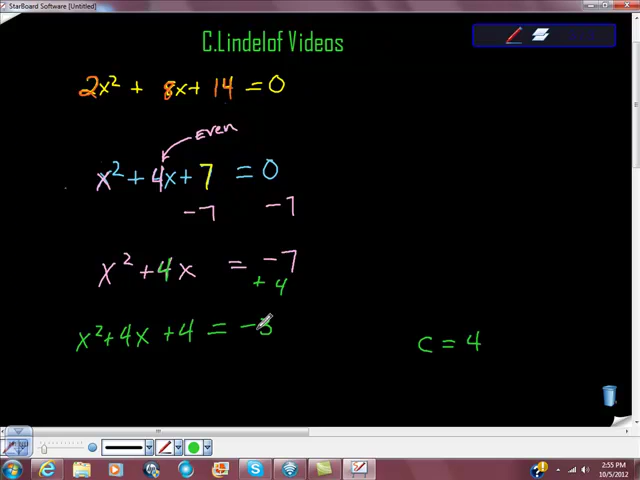 StarBoard Software [Untitled]
C.Lindelof Videos
2x² + 8x + 14 = 0
Even
x² + 4x + 7 = 0
-7 -7
x² + 4x = -7
+ 4
x² + 4x + 4 = -3
c = 4
2:55 PM
10/5/2012